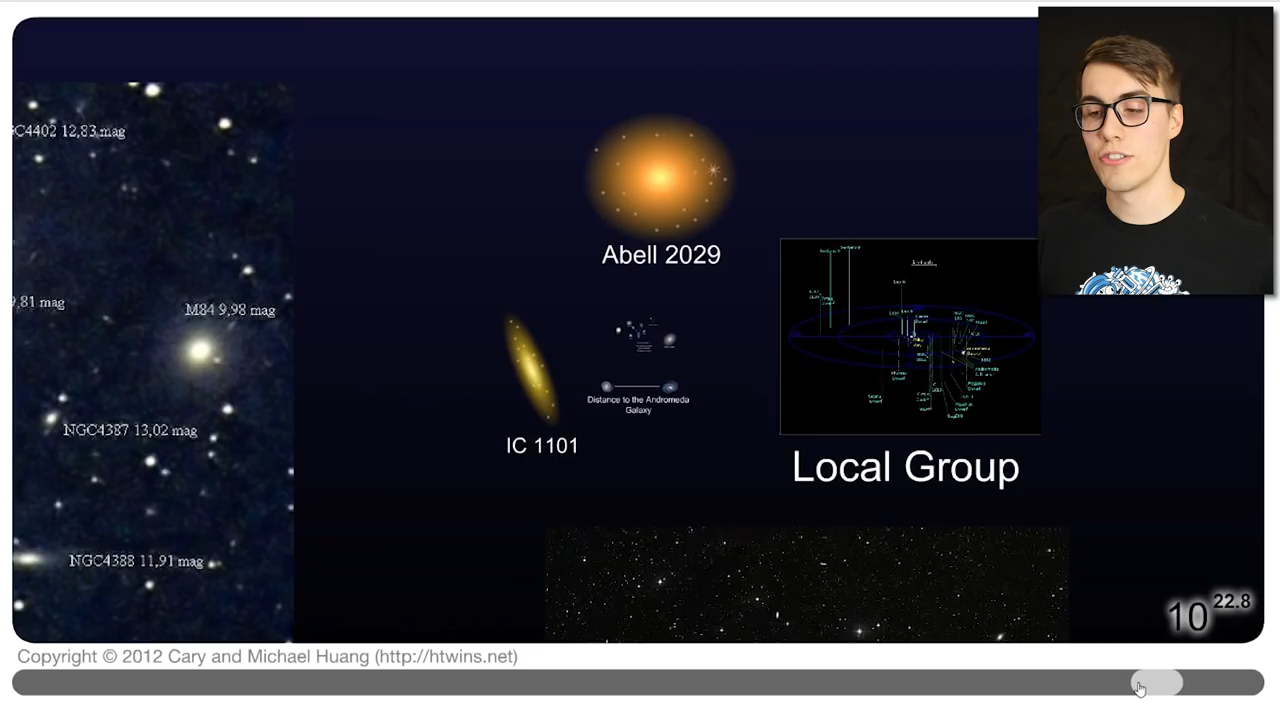 C4402 12,83 mag
9,81 mag
M84 9,98 mag
NGC4387 13,02 mag
NGC4388 11,91 mag
Abell 2029
Distance to the Andromeda
Galaxy
IC 1101
Local Group
10 22.8
Copyright © 2012 Cary and Michael Huang (http://htwins.net)